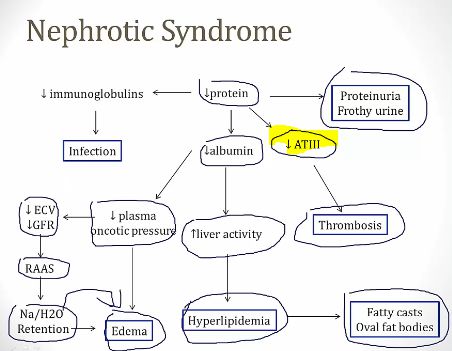 Nephrotic Syndrome
↓ immunoglobulins
↓protein
Proteinuria
Frothy urine
Infection
↓albumin
↓ ATIII
↓ ECV
↓GFR
↓ plasma
oncotic pressure
↑liver activity
Thrombosis
RAAS
Na/H2O
Retention
Edema
Hyperlipidemia
Fatty casts
Oval fat bodies